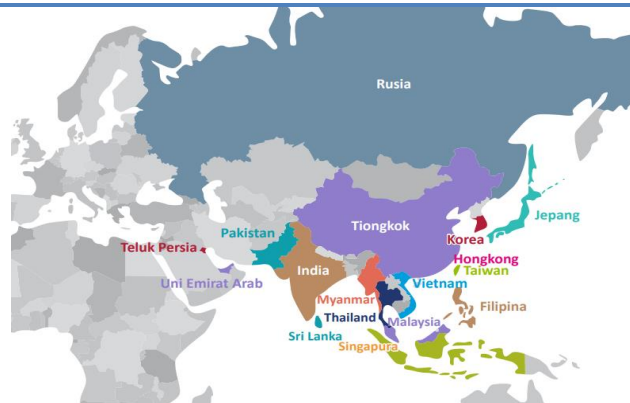 Rusia
Tiongkok
Jepang
Korea
Pakistan
Teluk Persia
Hongkong
Taiwan
India
Uni Emirat Arab
Vietnam
Myanmar
Filipina
Thailand
Malaysia
Sri Lanka
Singapura